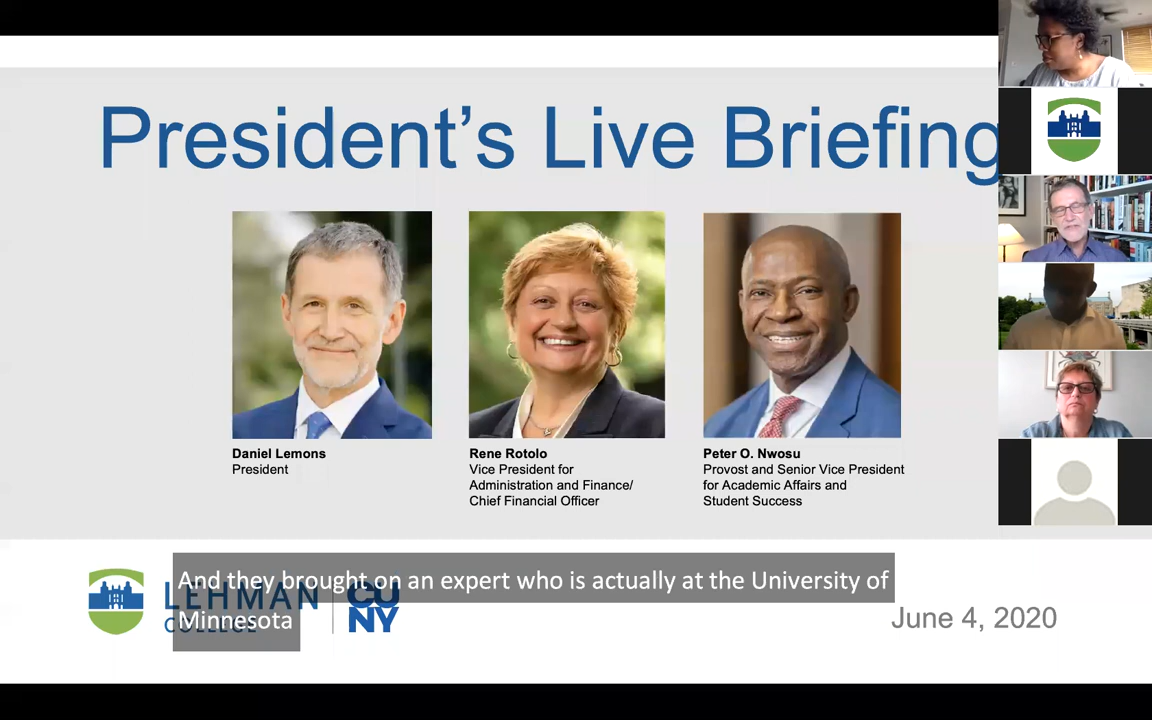 President's Live Briefing
Daniel Lemons
President
Rene Rotolo
Vice President for
Administration and Finance/
Chief Financial Officer
Peter O. Nwosu
Provost and Senior Vice President
for Academic Affairs and
Student Success
And they brought on an expert who is actually at the University of
Minnesota
LEHMAN
COLLEGE
CU
NY
June 4, 2020